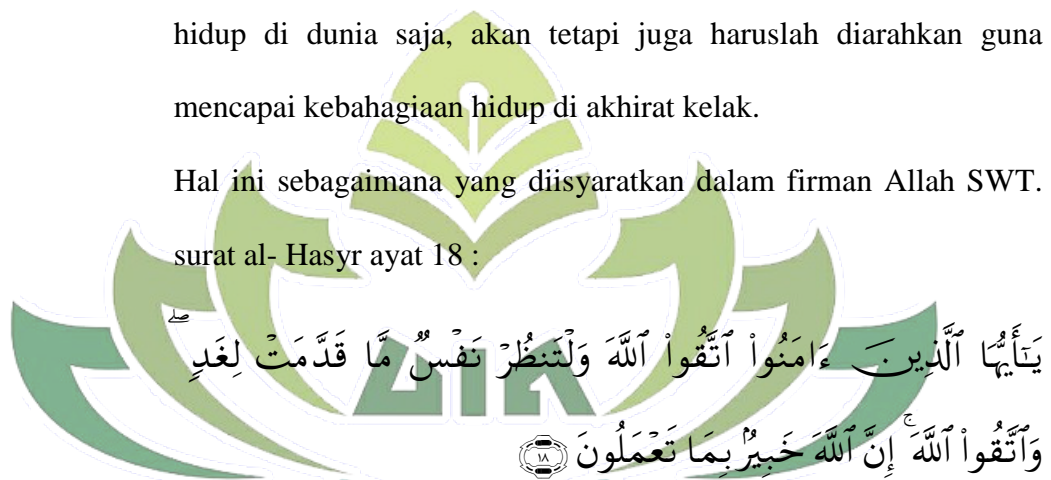 hidup di dunia saja, akan tetapi juga haruslah diarahkan guna
mencapai kebahagiaan hidup di akhirat kelak.
Hal ini sebagaimana yang diisyaratkan dalam firman Allah SWT.
surat al- Hasyr ayat 18 :
يَـٰٓأَيُّهَا ٱلَّذِينَ ءَامَنُوا۟ ٱتَّقُوا۟ ٱللَّهَ وَلْتَنظُرْ نَفْسٌ مَّا قَدَّمَتْ لِغَدٍ ۖ
وَٱتَّقُوا۟ ٱللَّهَ ۚ إِنَّ ٱللَّهَ خَبِيرٌۢ بِمَا تَعْمَلُونَ ﴿١٨﴾